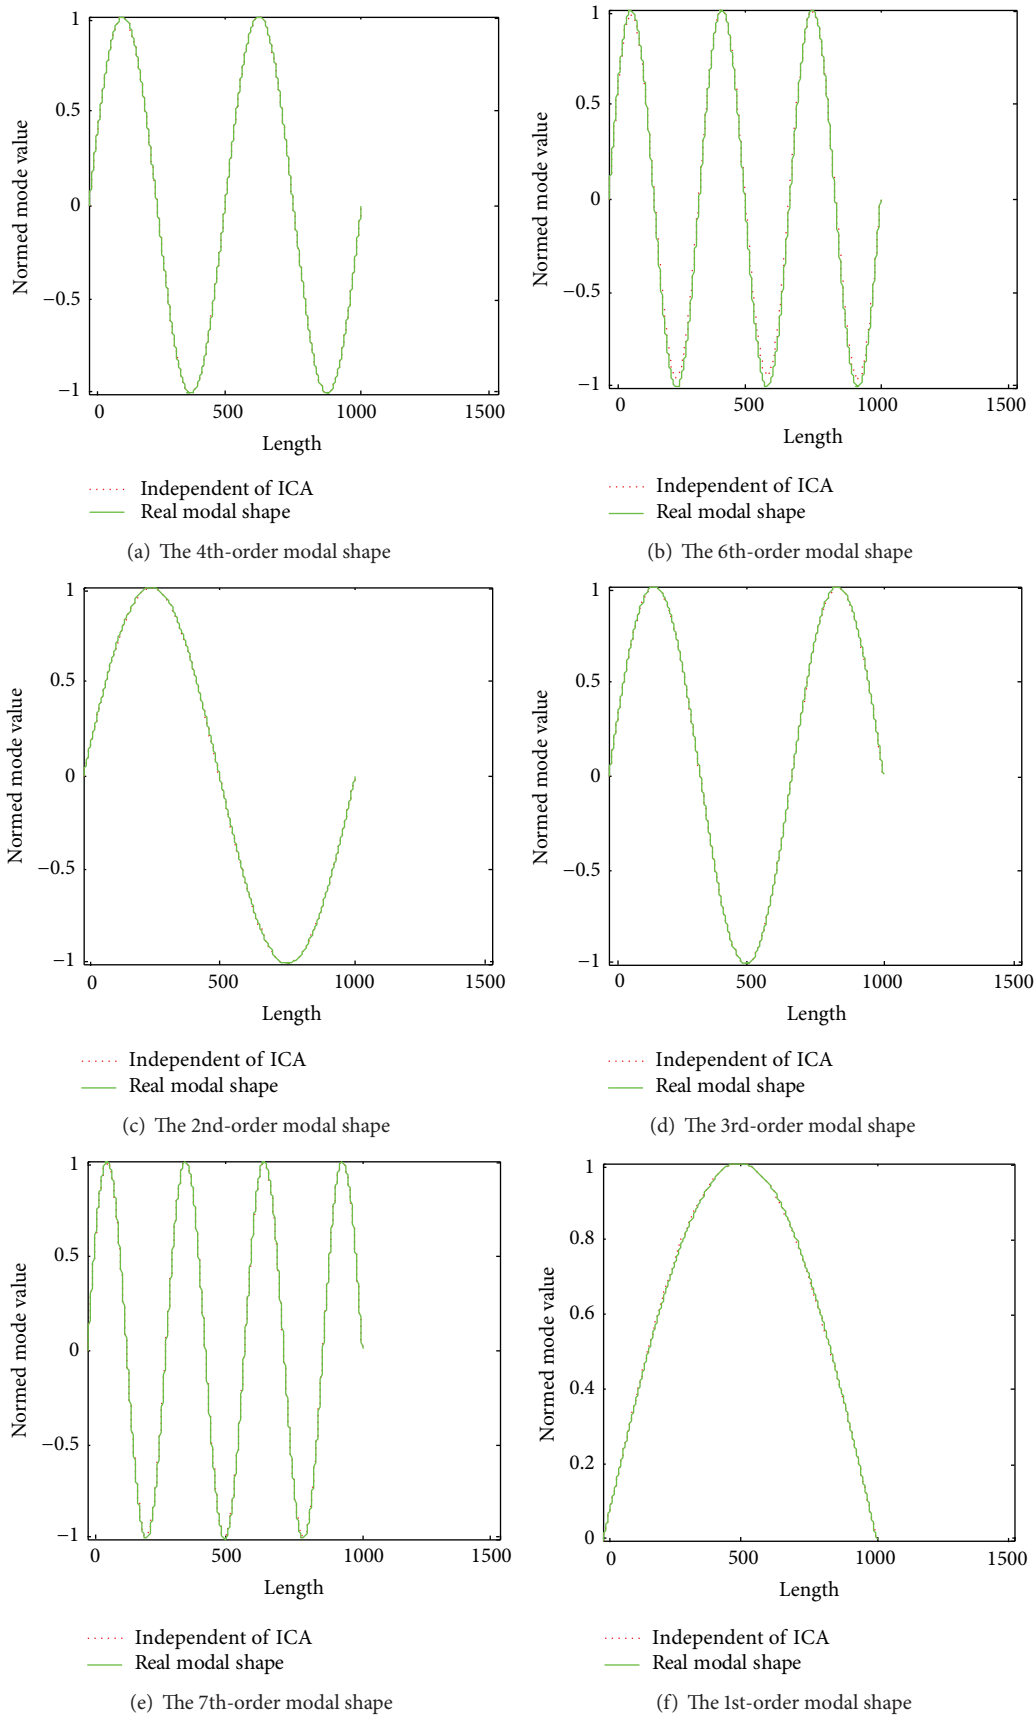 1
0.5
0
−0.5
−1
Normed mode value
0 500 1000 1500
Length
Independent of ICA
Real modal shape
(a) The 4th-order modal shape
1
0.5
0
−0.5
−1
Normed mode value
0 500 1000 1500
Length
Independent of ICA
Real modal shape
(b) The 6th-order modal shape
1
0.5
0
−0.5
−1
Normed mode value
0 500 1000 1500
Length
Independent of ICA
Real modal shape
(c) The 2nd-order modal shape
1
0.5
0
−0.5
−1
Normed mode value
0 500 1000 1500
Length
Independent of ICA
Real modal shape
(d) The 3rd-order modal shape
1
0.5
0
−0.5
−1
Normed mode value
0 500 1000 1500
Length
Independent of ICA
Real modal shape
(e) The 7th-order modal shape
1
0.8
0.6
0.4
0.2
0
Normed mode value
0 500 1000 1500
Length
Independent of ICA
Real modal shape
(f) The 1st-order modal shape